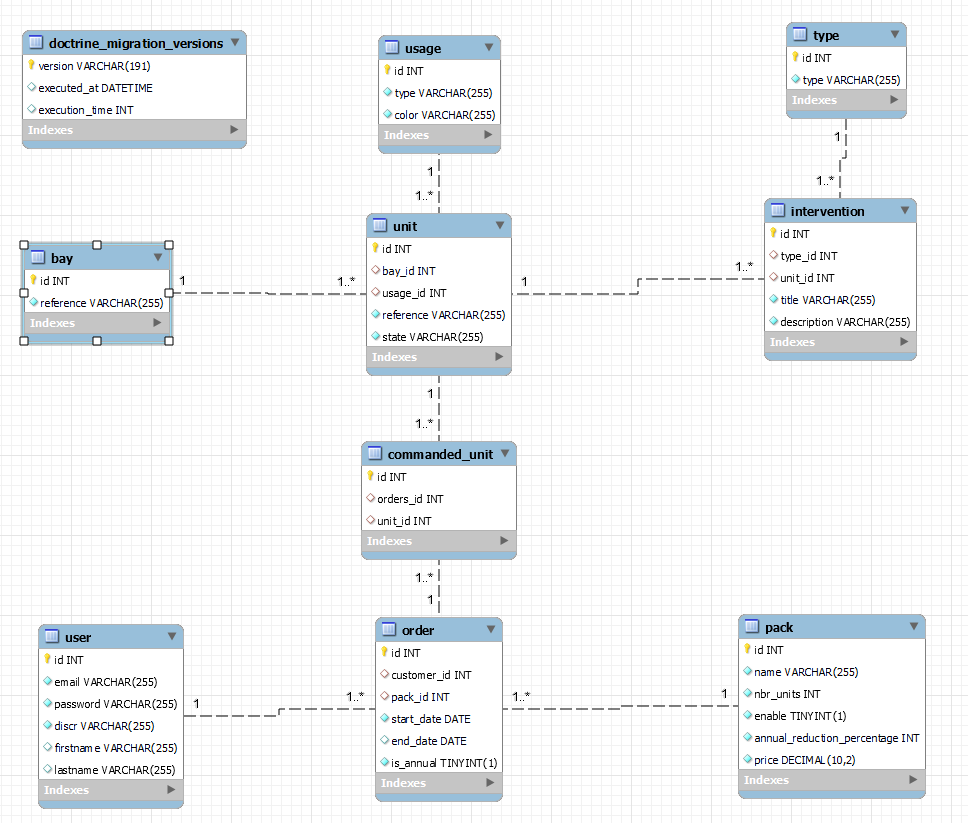 doctrine_migration_versions
version VARCHAR(191)
executed_at DATETIME
execution_time INT
Indexes
usage
id INT
type VARCHAR(255)
color VARCHAR(255)
Indexes
type
id INT
type VARCHAR(255)
Indexes
1
1..*
1
1..*
bay
id INT
reference VARCHAR(255)
Indexes
1
1..*
unit
id INT
bay_id INT
usage_id INT
reference VARCHAR(255)
state VARCHAR(255)
Indexes
1
1..*
intervention
id INT
type_id INT
unit_id INT
title VARCHAR(255)
description VARCHAR(255)
Indexes
1
1..*
commanded_unit
id INT
orders_id INT
unit_id INT
Indexes
1..*
1
user
id INT
email VARCHAR(255)
password VARCHAR(255)
discr VARCHAR(255)
firstname VARCHAR(255)
lastname VARCHAR(255)
Indexes
1
1..*
order
id INT
customer_id INT
pack_id INT
start_date DATE
end_date DATE
is_annual TINYINT(1)
Indexes
1..*
1
pack
id INT
name VARCHAR(255)
nbr_units INT
enable TINYINT(1)
annual_reduction_percentage INT
price DECIMAL(10,2)
Indexes